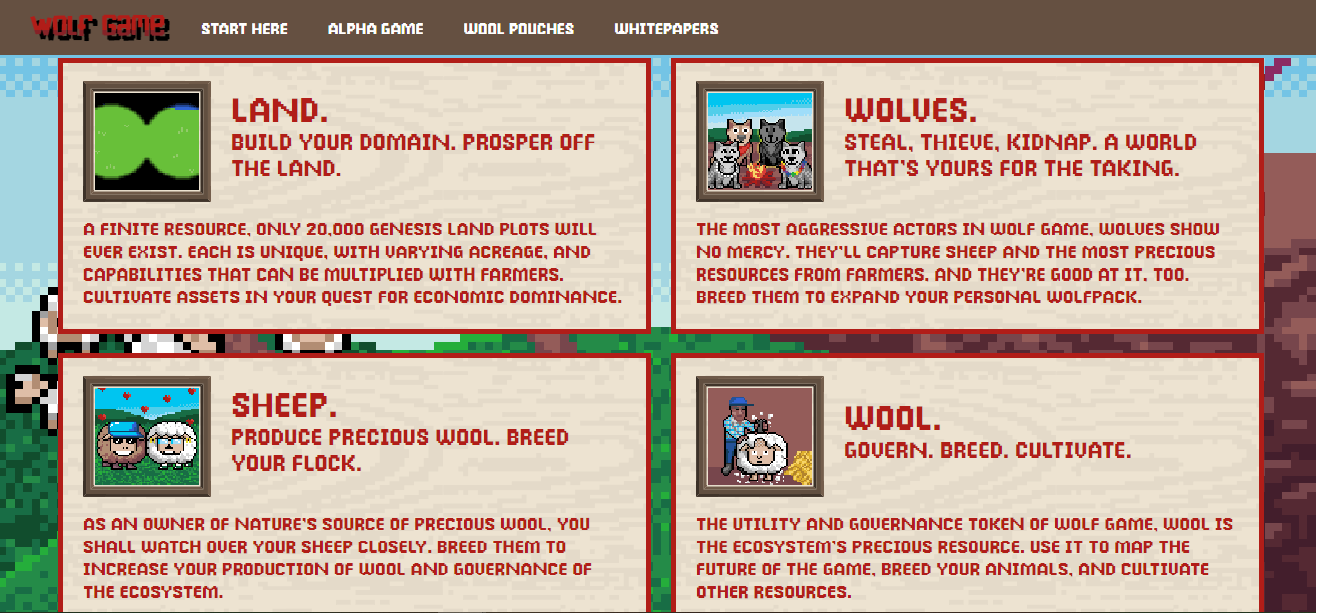 WOLF GAME
START HERE
ALPHA GAME
WOOL POUCHES
WHITEPAPERS
LAND.
BUILD YOUR DOMAIN. PROSPER OFF
THE LAND.
A FINITE RESOURCE, ONLY 20,000 GENESIS LAND PLOTS WILL
EVER EXIST. EACH IS UNIQUE, WITH VARYING ACREAGE, AND
CAPABILITIES THAT CAN BE MULTIPLIED WITH FARMERS.
CULTIVATE ASSETS IN YOUR QUEST FOR ECONOMIC DOMINANCE.
WOLVES.
STEAL, THIEVE, KIDNAP. A WORLD
THAT'S YOURS FOR THE TAKING.
THE MOST AGGRESSIVE ACTORS IN WOLF GAME, WOLVES SHOW
NO MERCY. THEY'LL CAPTURE SHEEP AND THE MOST PRECIOUS
RESOURCES FROM FARMERS. AND THEY'RE GOOD AT IT, TOO.
BREED THEM TO EXPAND YOUR PERSONAL WOLFPACK.
SHEEP.
PRODUCE PRECIOUS WOOL. BREED
YOUR FLOCK.
AS AN OWNER OF NATURE'S SOURCE OF PRECIOUS WOOL, YOU
SHALL WATCH OVER YOUR SHEEP CLOSELY. BREED THEM TO
INCREASE YOUR PRODUCTION OF WOOL AND GOVERNANCE OF
THE ECOSYSTEM.
WOOL.
GOVERN. BREED. CULTIVATE.
THE UTILITY AND GOVERNANCE TOKEN OF WOLF GAME, WOOL IS
THE ECOSYSTEM'S PRECIOUS RESOURCE. USE IT TO MAP THE
FUTURE OF THE GAME, BREED YOUR ANIMALS, AND CULTIVATE
OTHER RESOURCES.